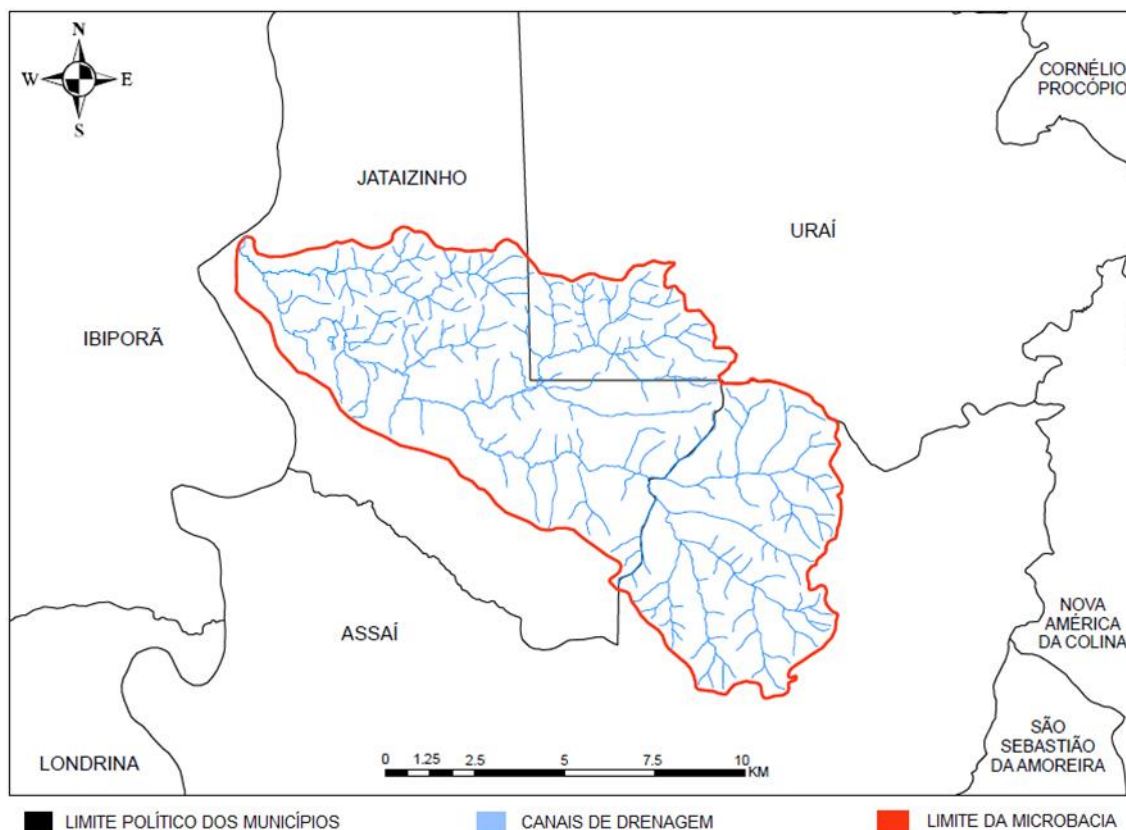 N
W
E
S
CORNÉLIO
PROCÓPIO
JATAIZINHO
URAÍ
IBIPORÃ
ASSAÍ
NOVA
AMÉRICA
DA COLINA
SÃO
SEBASTIÃO
DA AMOREIRA
LONDRINA
0 1.25 2.5 5 7.5 10
KM
LIMITE POLÍTICO DOS MUNICÍPIOS
CANAIS DE DRENAGEM
LIMITE DA MICROBACIA